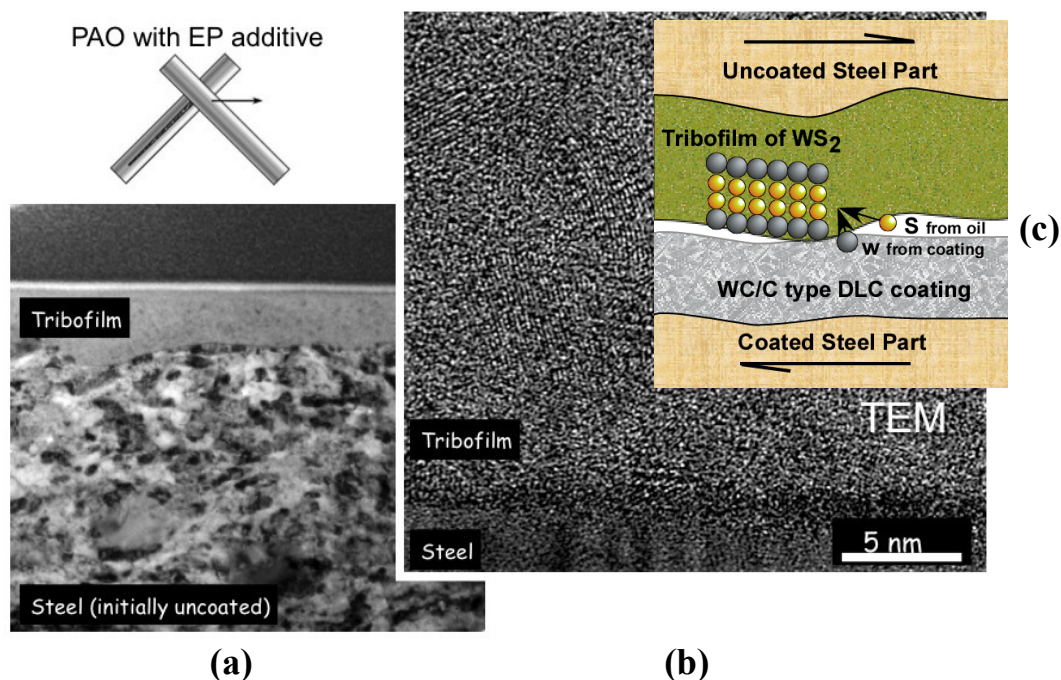 PAO with EP additive
Tribofilm
Steel (initially uncoated)
(a)
Tribofilm
Steel
TEM
5 nm
(b)
Uncoated Steel Part
Tribofilm of WS2
S from oil
W from coating
WC/C type DLC coating
Coated Steel Part
(c)